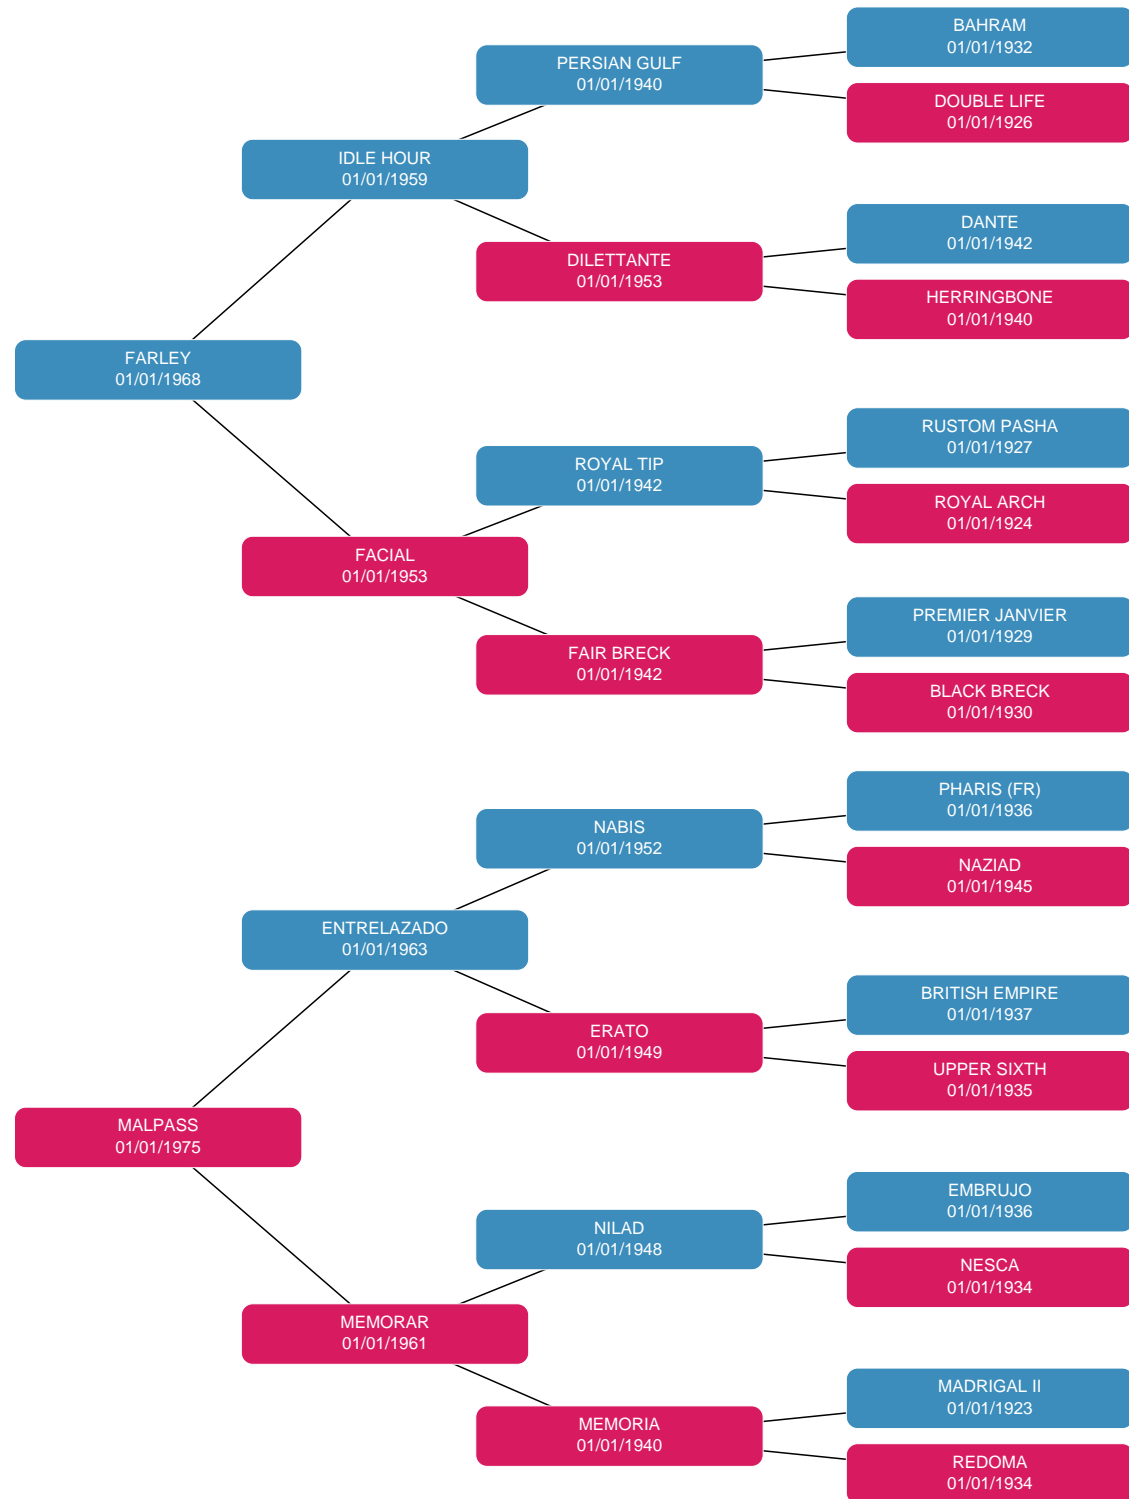 BAHRAM
01/01/1932
PERSIAN GULF
01/01/1940
DOUBLE LIFE
01/01/1926
IDLE HOUR
01/01/1959
DANTE
01/01/1942
DILETTANTE
01/01/1953
HERRINGBONE
01/01/1940
FARLEY
01/01/1968
RUSTOM PASHA
01/01/1927
ROYAL TIP
01/01/1942
ROYAL ARCH
01/01/1924
FACIAL
01/01/1953
PREMIER JANVIER
01/01/1929
FAIR BRECK
01/01/1942
BLACK BRECK
01/01/1930
PHARIS (FR)
01/01/1936
NABIS
01/01/1952
NAZIAD
01/01/1945
ENTRELAZADO
01/01/1963
BRITISH EMPIRE
01/01/1937
ERATO
01/01/1949
UPPER SIXTH
01/01/1935
MALPASS
01/01/1975
EMBRUJO
01/01/1936
NILAD
01/01/1948
NESCA
01/01/1934
MEMORAR
01/01/1961
MADRIGAL II
01/01/1923
MEMORIA
01/01/1940
REDOMA
01/01/1934